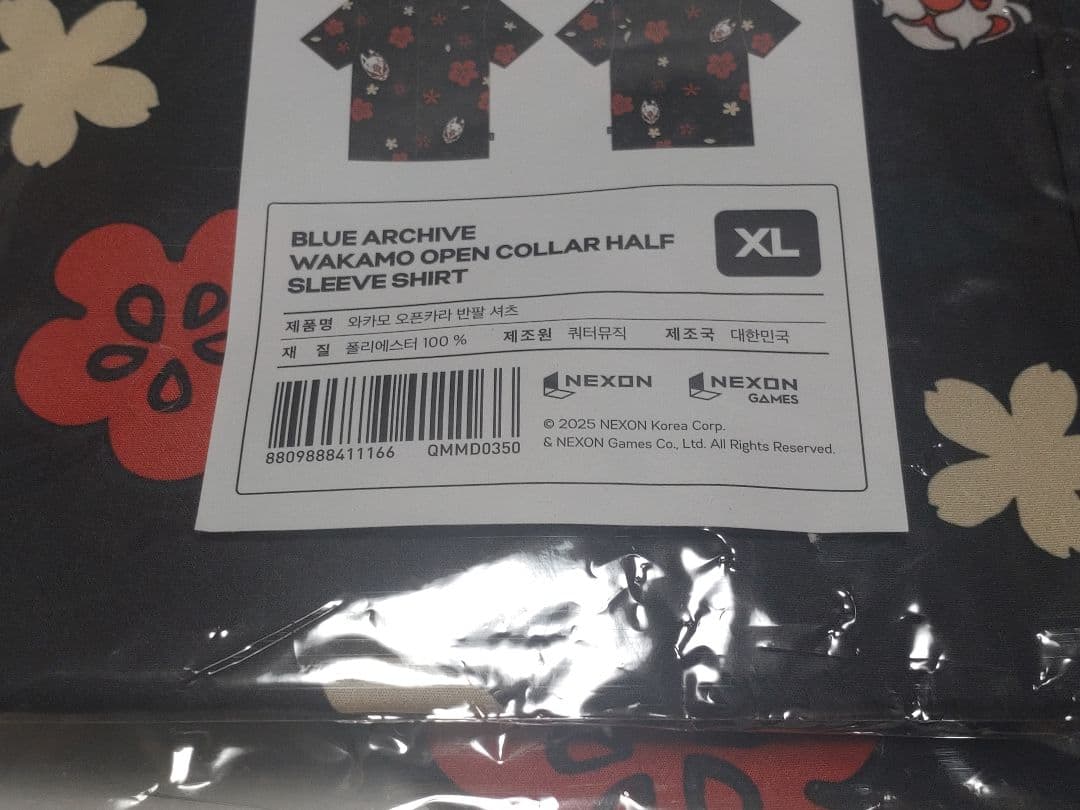 BLUE ARCHIVE
WAKAMO OPEN COLLAR HALF
SLEEVE SHIRT
XL
제품명 와카모 오픈카라 반팔 셔츠
재 질 폴리에스터 100 % 제조원 쿼터뮤직 제조국 대한민국
NEXON NEXON GAMES
8809888411166 QMMD0350
© 2025 NEXON Korea Corp.
& NEXON Games Co., Ltd. All Rights Reserved.